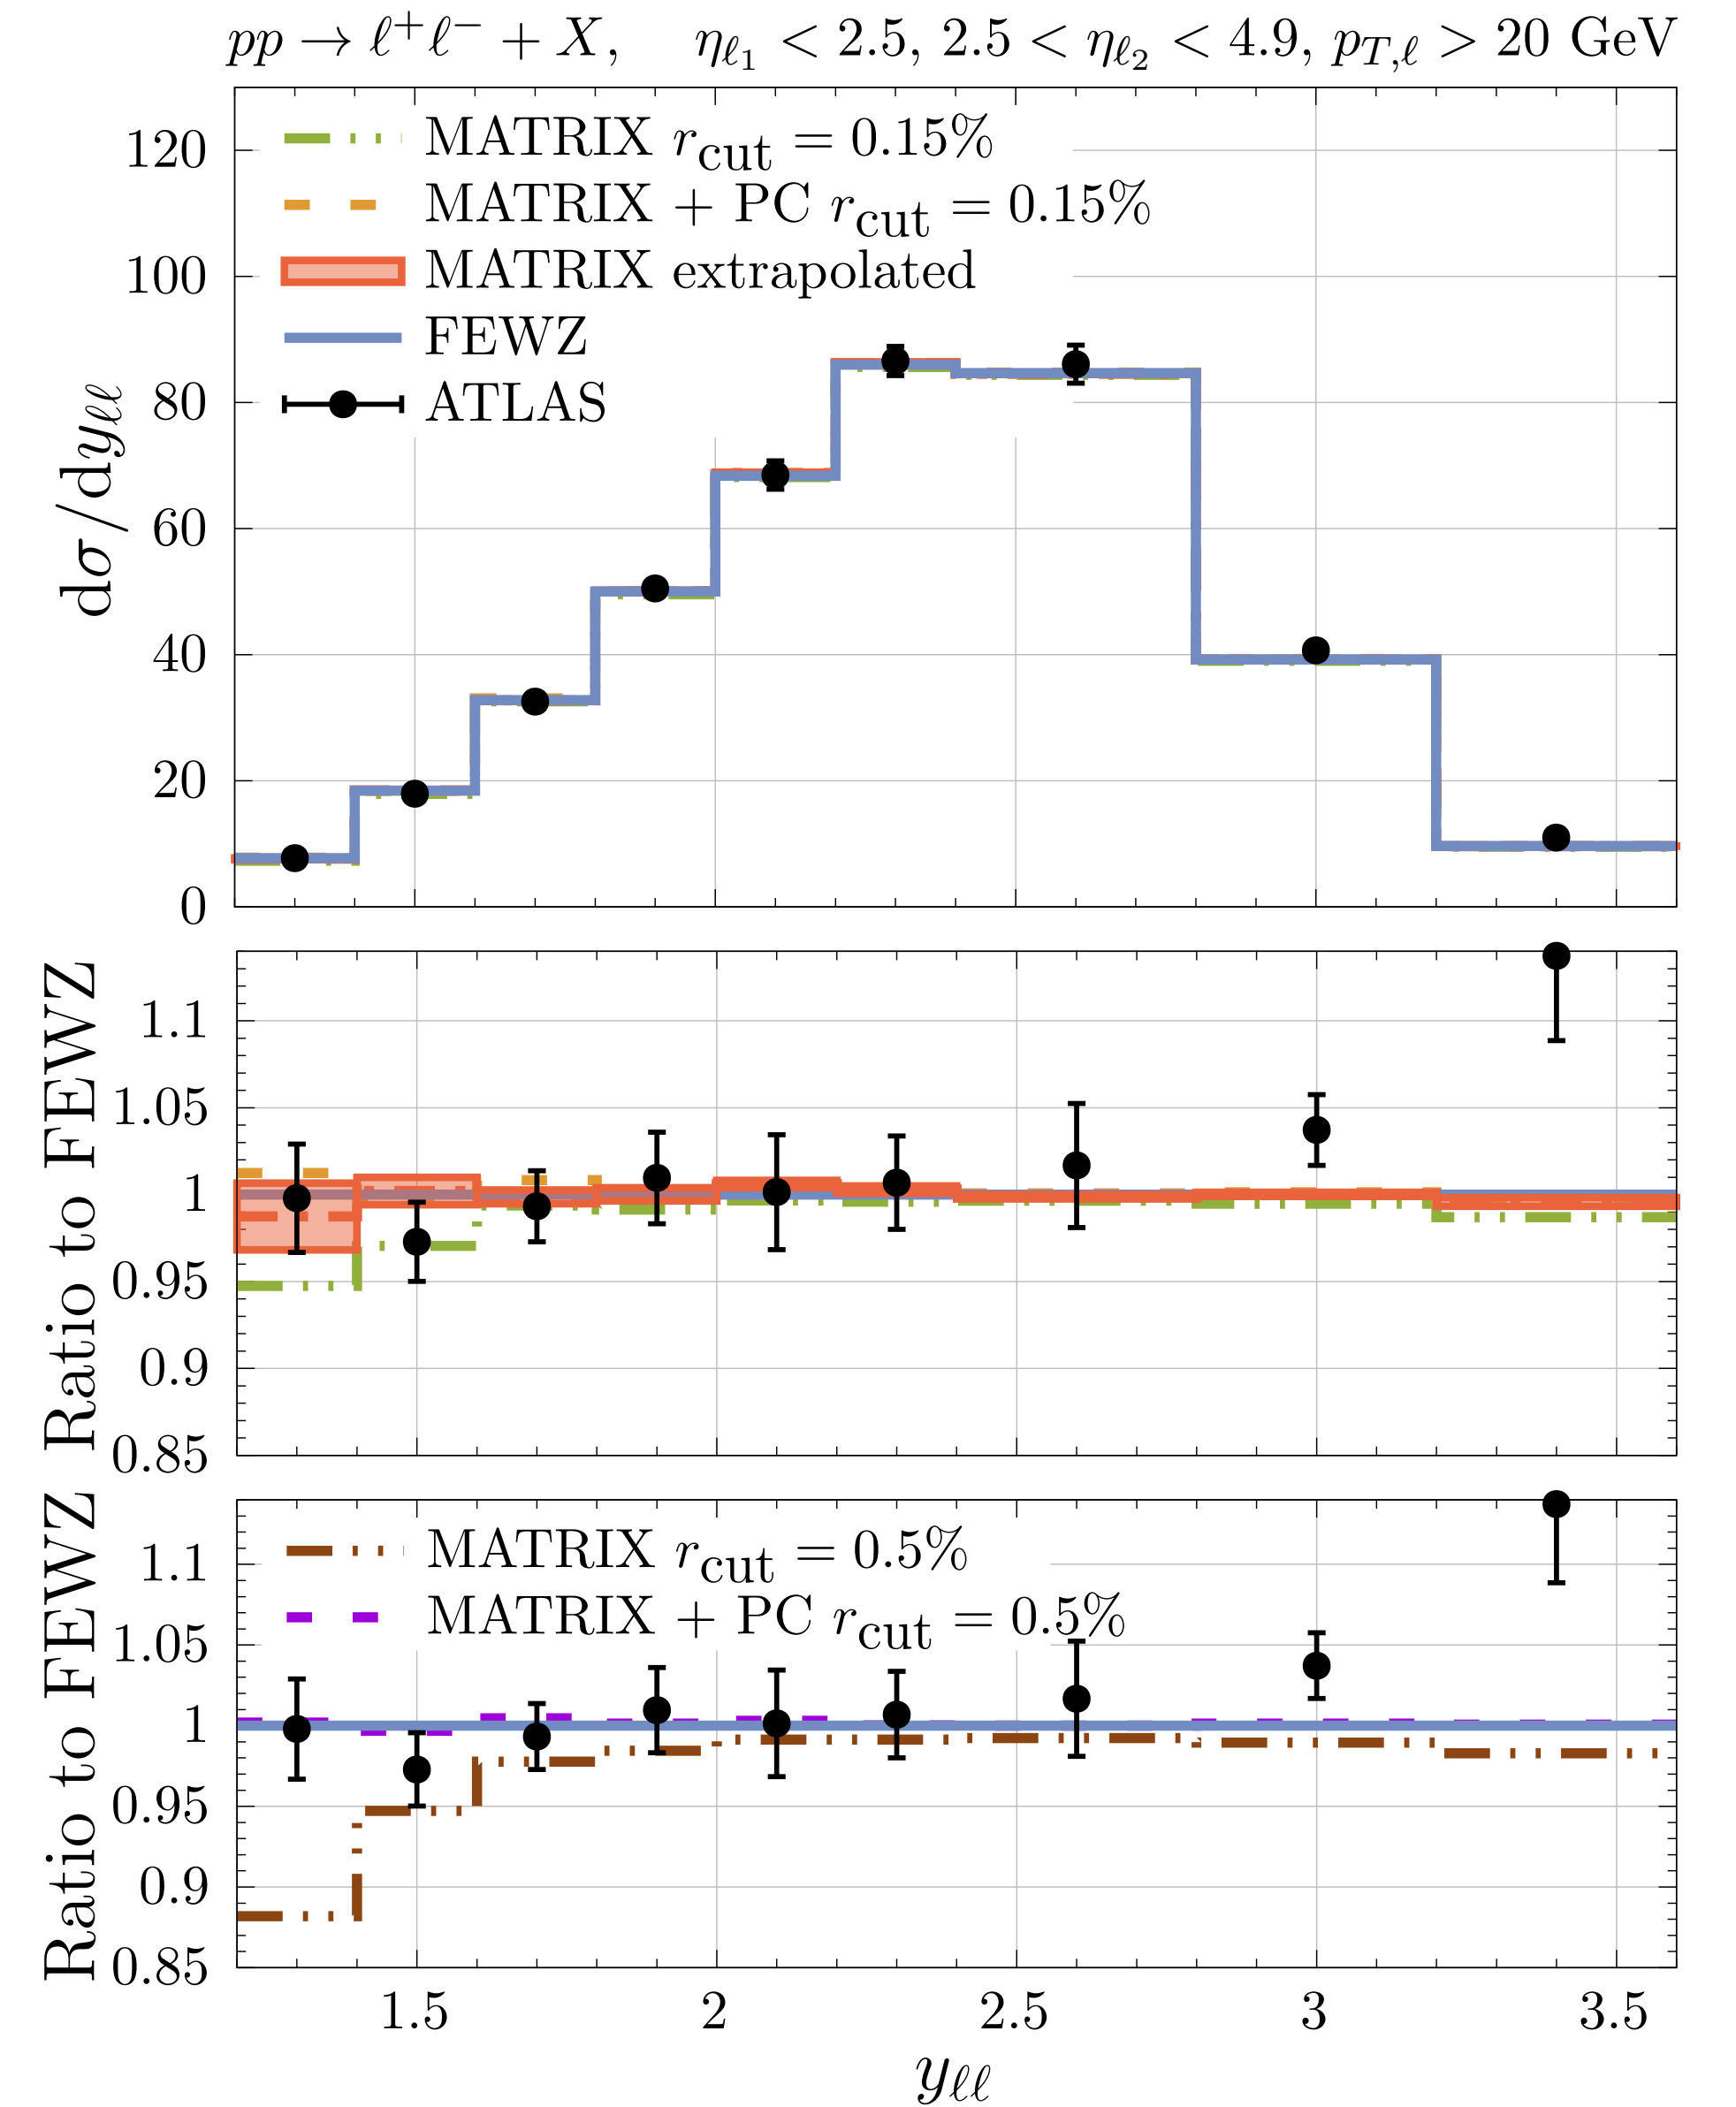 pp → ℓ⁺ℓ⁻ + X, η_ℓ₁ < 2.5, 2.5 < η_ℓ₂ < 4.9, p_T,ℓ > 20 GeV
MATRIX r_cut = 0.15%
MATRIX + PC r_cut = 0.15%
MATRIX extrapolated
FEWZ
ATLAS
dσ/dy_ℓℓ
120
100
80
60
40
20
0
Ratio to FEWZ
1.1
1.05
1
0.95
0.9
0.85
Ratio to FEWZ
MATRIX r_cut = 0.5%
MATRIX + PC r_cut = 0.5%
1.1
1.05
1
0.95
0.9
0.85
1.5 2 2.5 3 3.5
y_ℓℓ